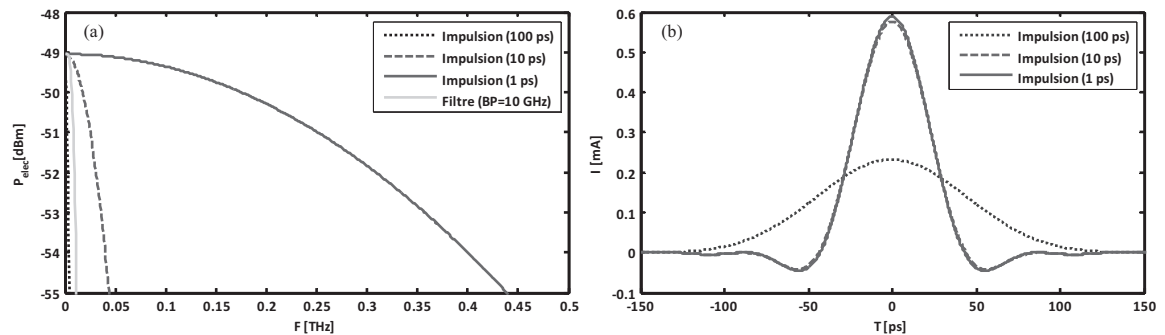 (a)
Impulsion (100 ps)
Impulsion (10 ps)
Impulsion (1 ps)
Filtre (BP=10 GHz)
-48
-49
-50
-51
-52
-53
-54
-55
P_elec[dBm]
0 0.05 0.1 0.15 0.2 0.25 0.3 0.35 0.4 0.45 0.5
F [THz]
(b)
Impulsion (100 ps)
Impulsion (10 ps)
Impulsion (1 ps)
0.6
0.5
0.4
0.3
0.2
0.1
0
-0.1
I [mA]
-150 -100 -50 0 50 100 150
T [ps]